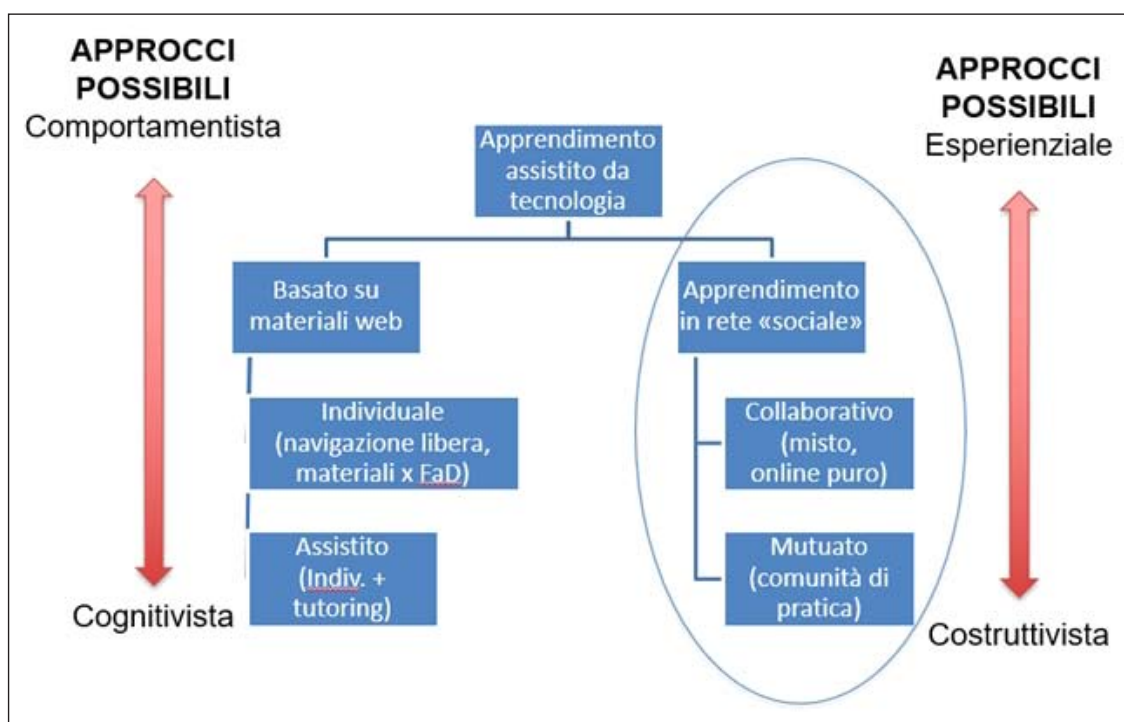 APPROCCI
POSSIBILI
Comportamentista
APPROCCI
POSSIBILI
Esperienziale
Apprendimento
assistito da
tecnologia
Basato su
materiali web
Apprendimento
in rete «sociale»
Individuale
(navigazione libera,
materiali x FaD)
Collaborativo
(misto,
online puro)
Assistito
(Indiv. +
tutoring)
Mutuato
(comunità di
pratica)
Cognitivista
Costruttivista